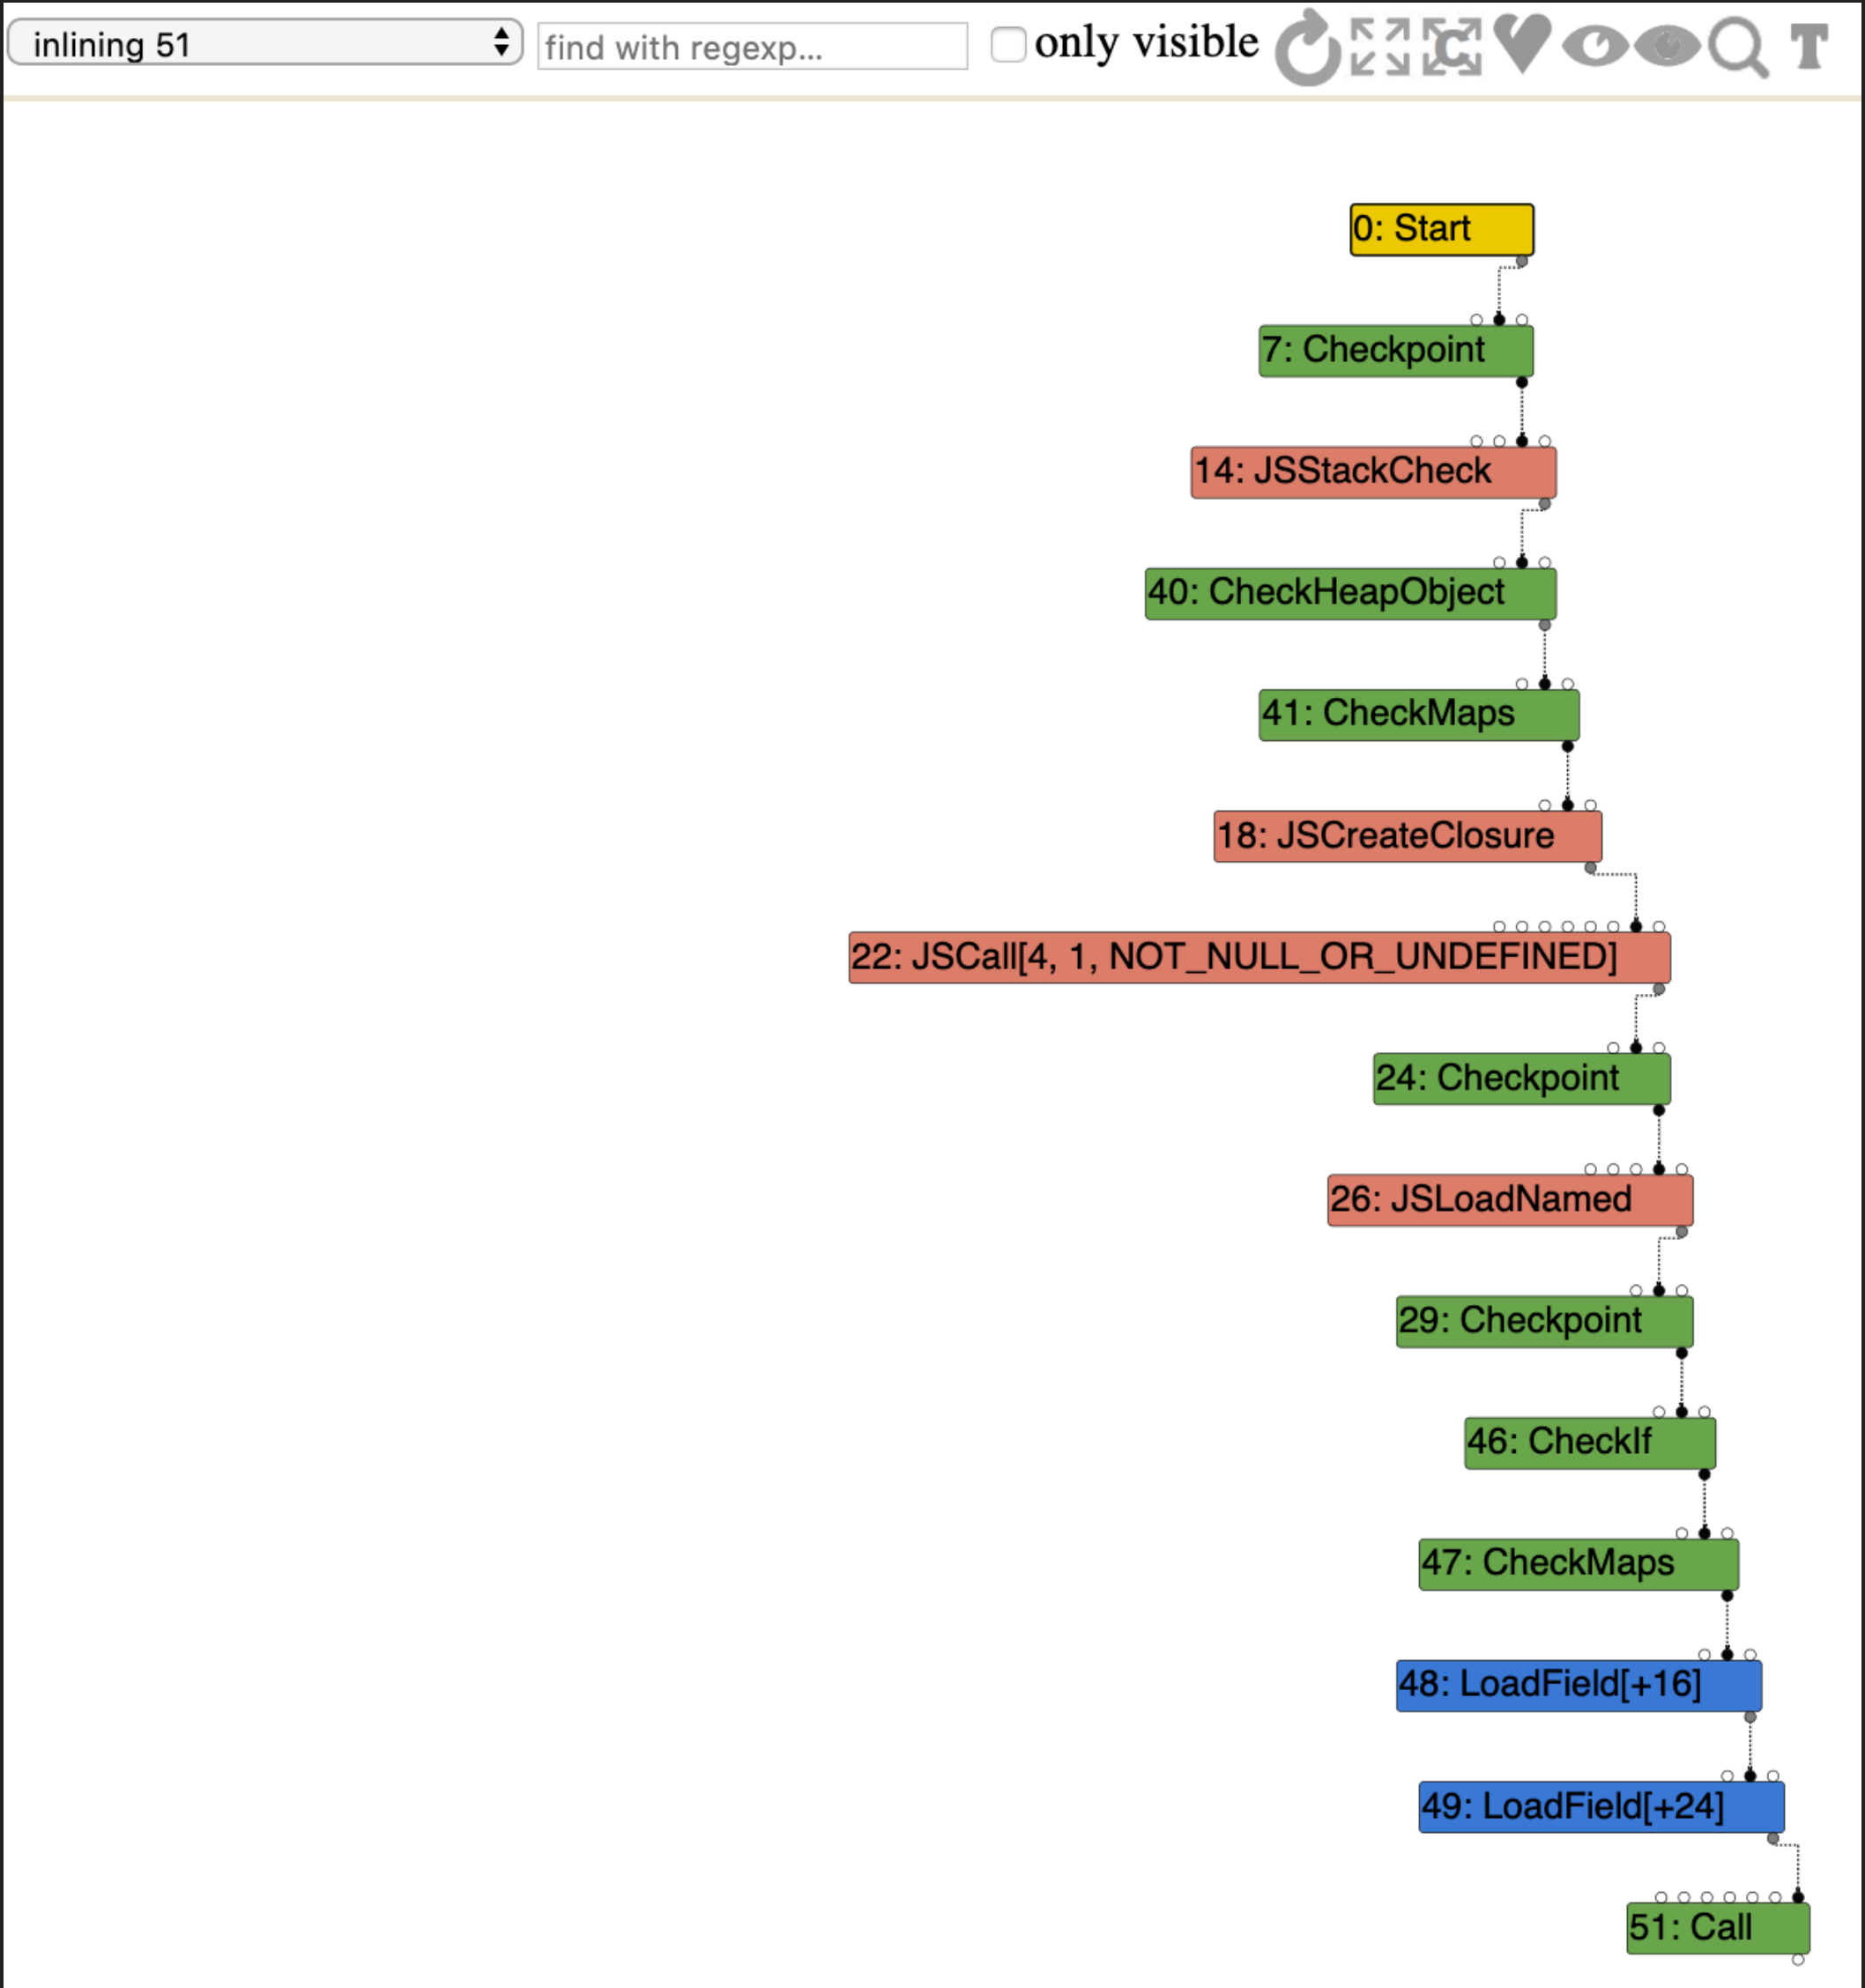 inlining 51 find with regexp... only visible T
0: Start
7: Checkpoint
14: JSStackCheck
40: CheckHeapObject
41: CheckMaps
18: JSCreateClosure
22: JSCall[4, 1, NOT_NULL_OR_UNDEFINED]
24: Checkpoint
26: JSLoadNamed
29: Checkpoint
46: CheckIf
47: CheckMaps
48: LoadField[+16]
49: LoadField[+24]
51: Call